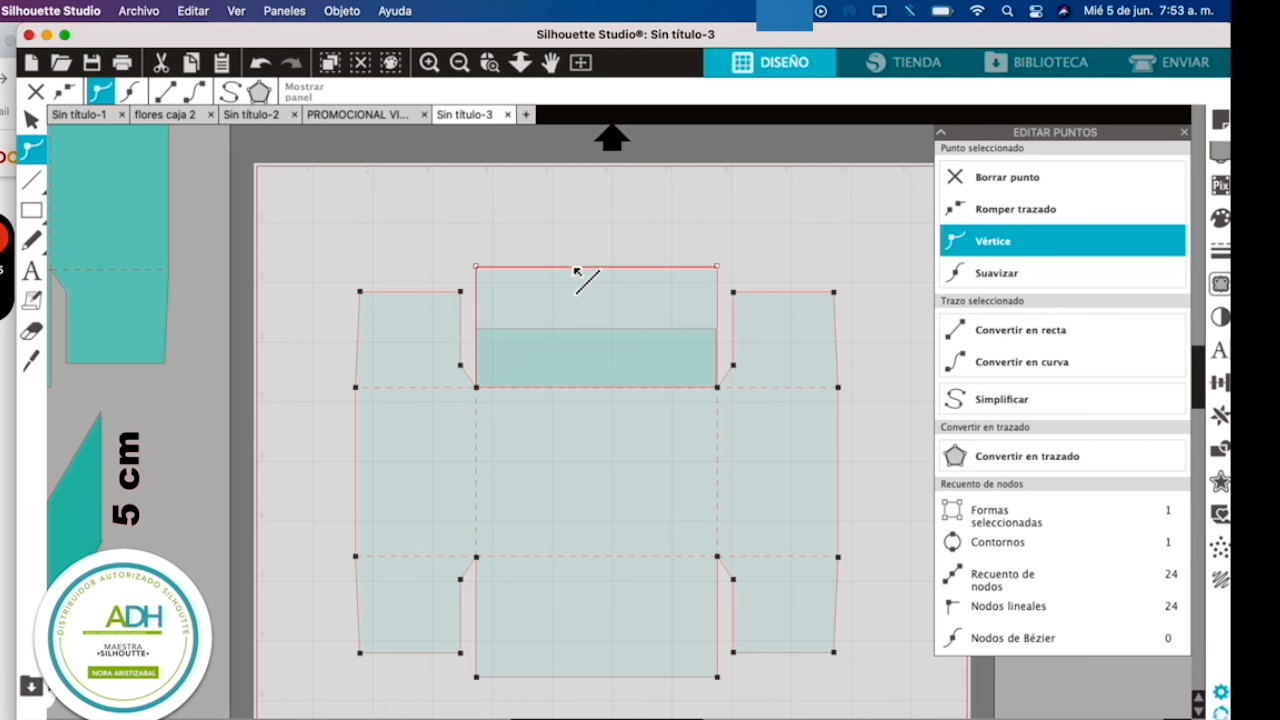 Silhouette Studio Archivo Editar Ver Paneles Objeto Ayuda Mié 5 de jun. 7:53 a. m.
Silhouette Studio®: Sin título-3
DISEÑO TIENDA BIBLIOTECA ENVIAR
Mostrar
panel
Sin título-1 flores caja 2 Sin título-2 PROMOCIONAL VI... Sin título-3
EDITAR PUNTOS
Punto seleccionado
Borrar punto
Romper trazado
Vértice
Suavizar
Trazo seleccionado
Convertir en recta
Convertir en curva
Simplificar
Convertir en trazado
Convertir en trazado
Recuento de nodos
Formas
seleccionadas 1
Contornos 1
Recuento de
nodos 24
Nodos lineales 24
Nodos de Bézier 0
5 cm
DISTRIBUIDOR AUTORIZADO SILHOUTTE
ADH
MAESTRA
•SILHOUTTE•
NORA ARISTIZABAL